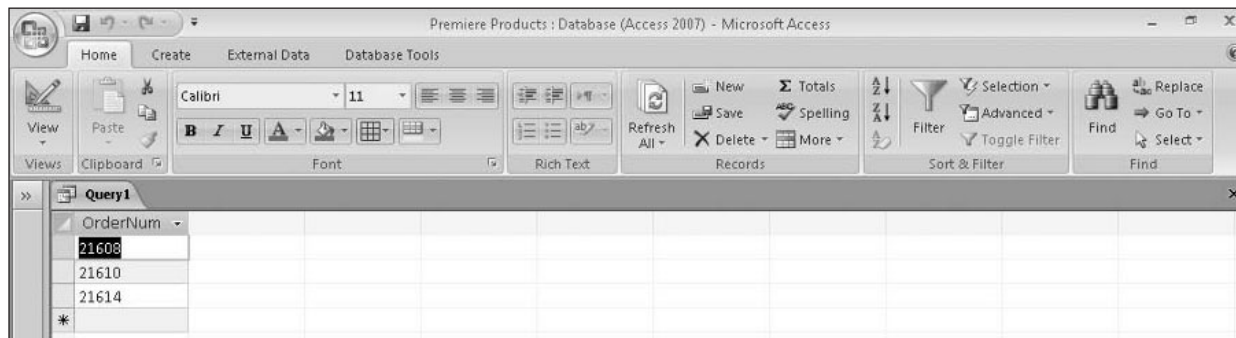 Premiere Products : Database (Access 2007) - Microsoft Access
Home Create External Data Database Tools
View Paste Calibri 11 Refresh All New Save Delete Σ Totals Spelling More Filter Selection Advanced Toggle Filter Find Replace Go To Select
B I U A
Views Clipboard Font Rich Text Records Sort & Filter Find
Query1
OrderNum
21608
21610
21614